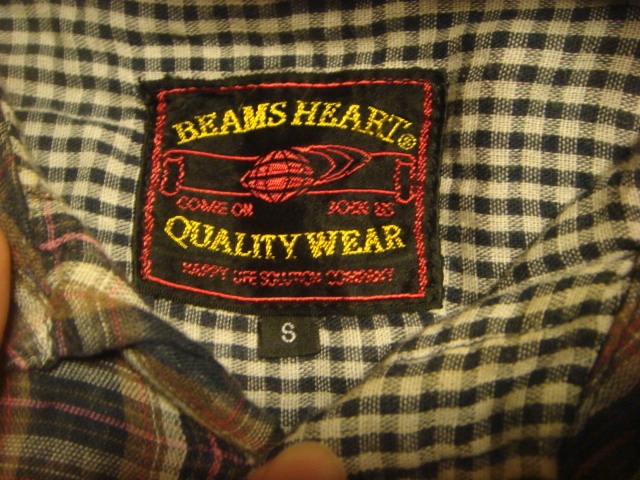 BEAMS HEART®
COME ON JOIN US
QUALITY WEAR
HAPPY LIFE SOLUTION COMPANY
S